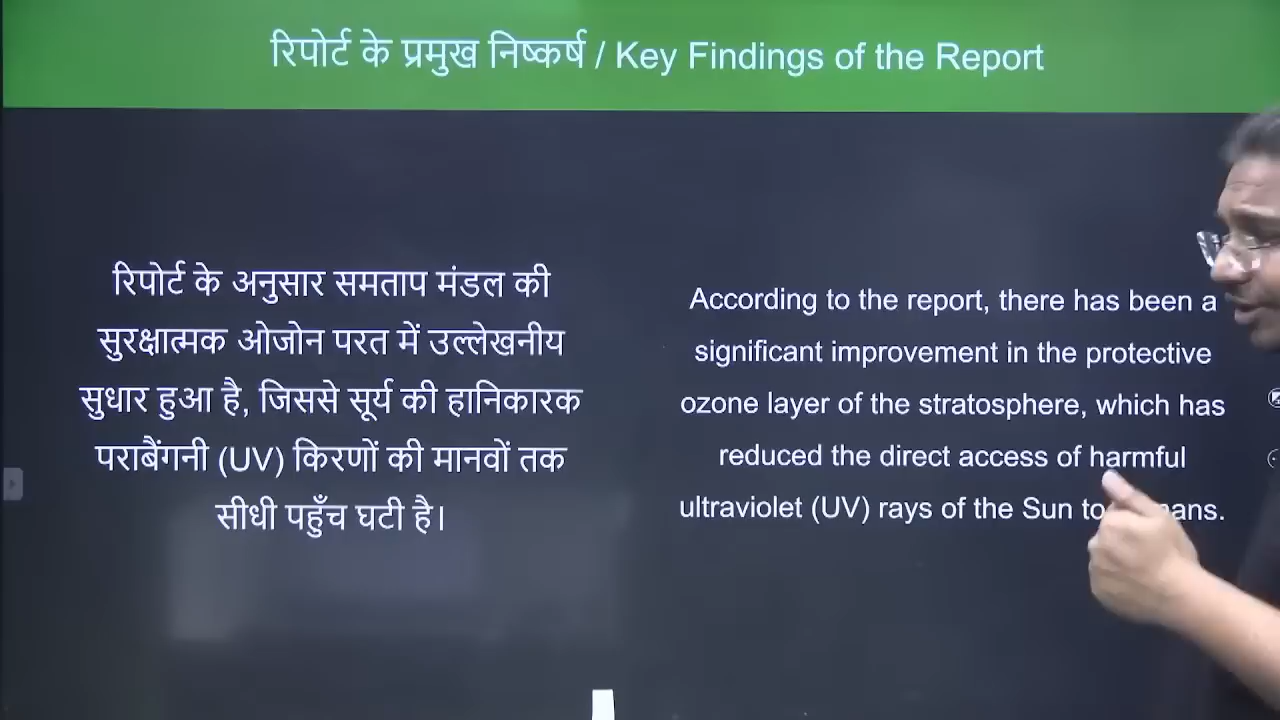 रिपोर्ट के प्रमुख निष्कर्ष / Key Findings of the Report
रिपोर्ट के अनुसार समताप मंडल की
सुरक्षात्मक ओजोन परत में उल्लेखनीय
सुधार हुआ है, जिससे सूर्य की हानिकारक
पराबैंगनी (UV) किरणों की मानवों तक
सीधी पहुँच घटी है।
According to the report, there has been a
significant improvement in the protective
ozone layer of the stratosphere, which has
reduced the direct access of harmful
ultraviolet (UV) rays of the Sun to